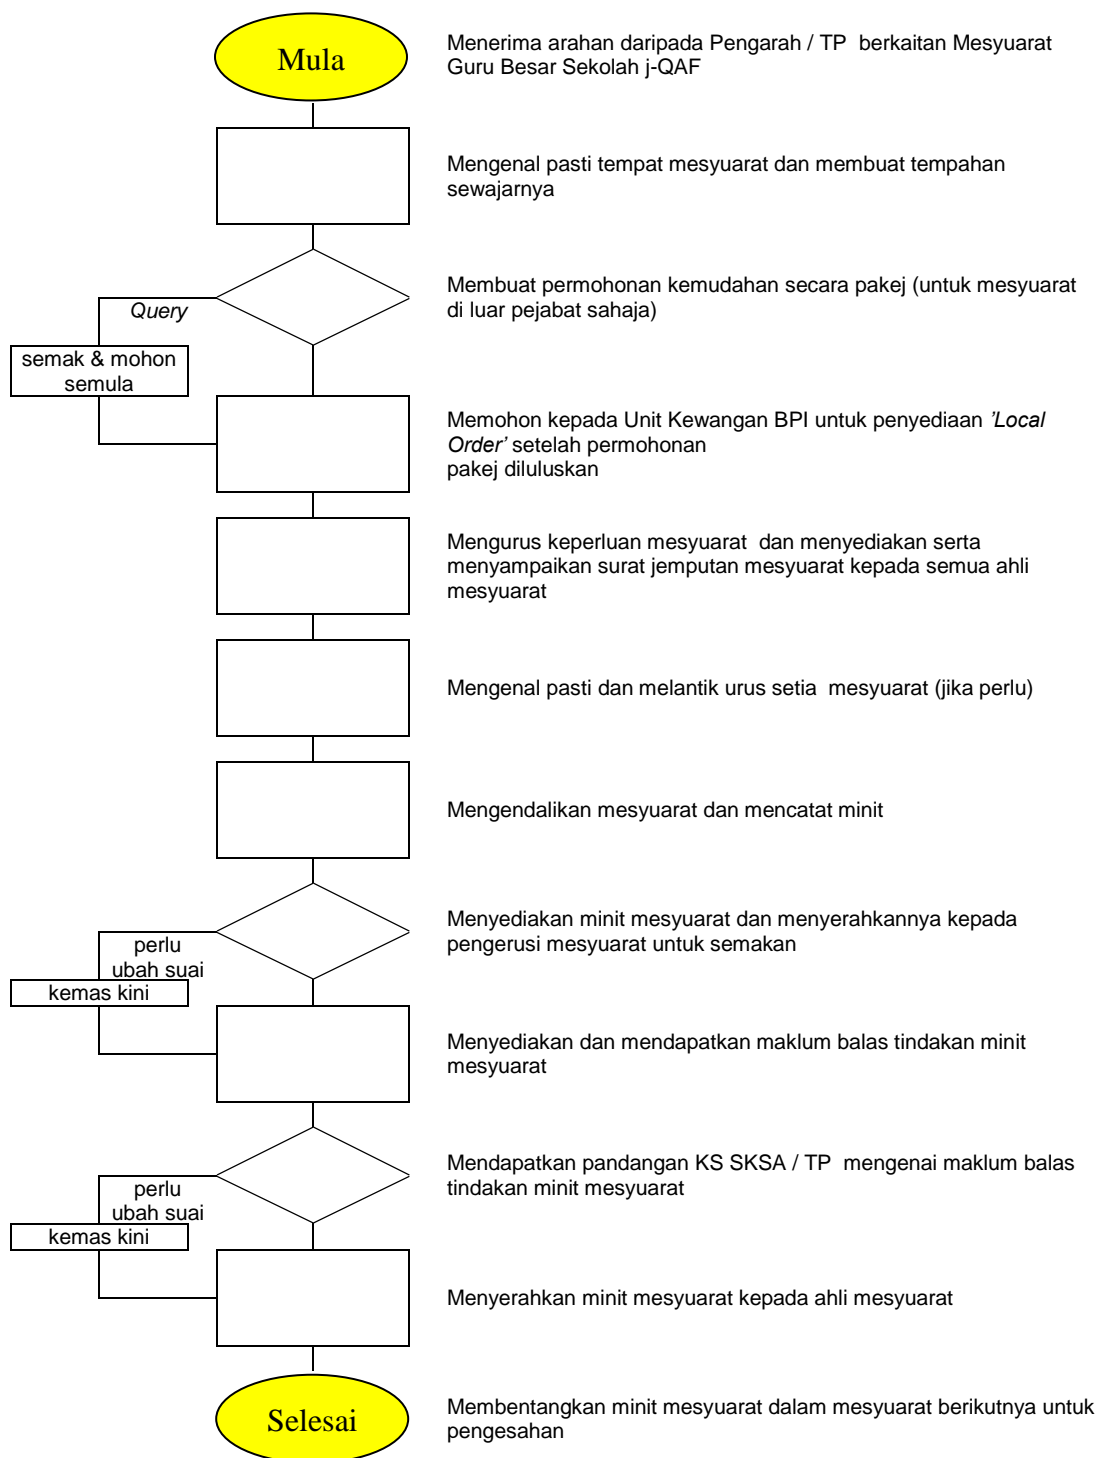 Mula
Menerima arahan daripada Pengarah / TP berkaitan Mesyuarat
Guru Besar Sekolah j-QAF
Mengenal pasti tempat mesyuarat dan membuat tempahan
sewajarnya
Membuat permohonan kemudahan secara pakej (untuk mesyuarat
di luar pejabat sahaja)
Query
semak & mohon
semula
Memohon kepada Unit Kewangan BPI untuk penyediaan ’Local
Order’ setelah permohonan
pakej diluluskan
Mengurus keperluan mesyuarat dan menyediakan serta
menyampaikan surat jemputan mesyuarat kepada semua ahli
mesyuarat
Mengenal pasti dan melantik urus setia mesyuarat (jika perlu)
Mengendalikan mesyuarat dan mencatat minit
Menyediakan minit mesyuarat dan menyerahkannya kepada
pengerusi mesyuarat untuk semakan
perlu
ubah suai
kemas kini
Menyediakan dan mendapatkan maklum balas tindakan minit
mesyuarat
Mendapatkan pandangan KS SKSA / TP mengenai maklum balas
tindakan minit mesyuarat
perlu
ubah suai
kemas kini
Menyerahkan minit mesyuarat kepada ahli mesyuarat
Selesai
Membentangkan minit mesyuarat dalam mesyuarat berikutnya untuk
pengesahan